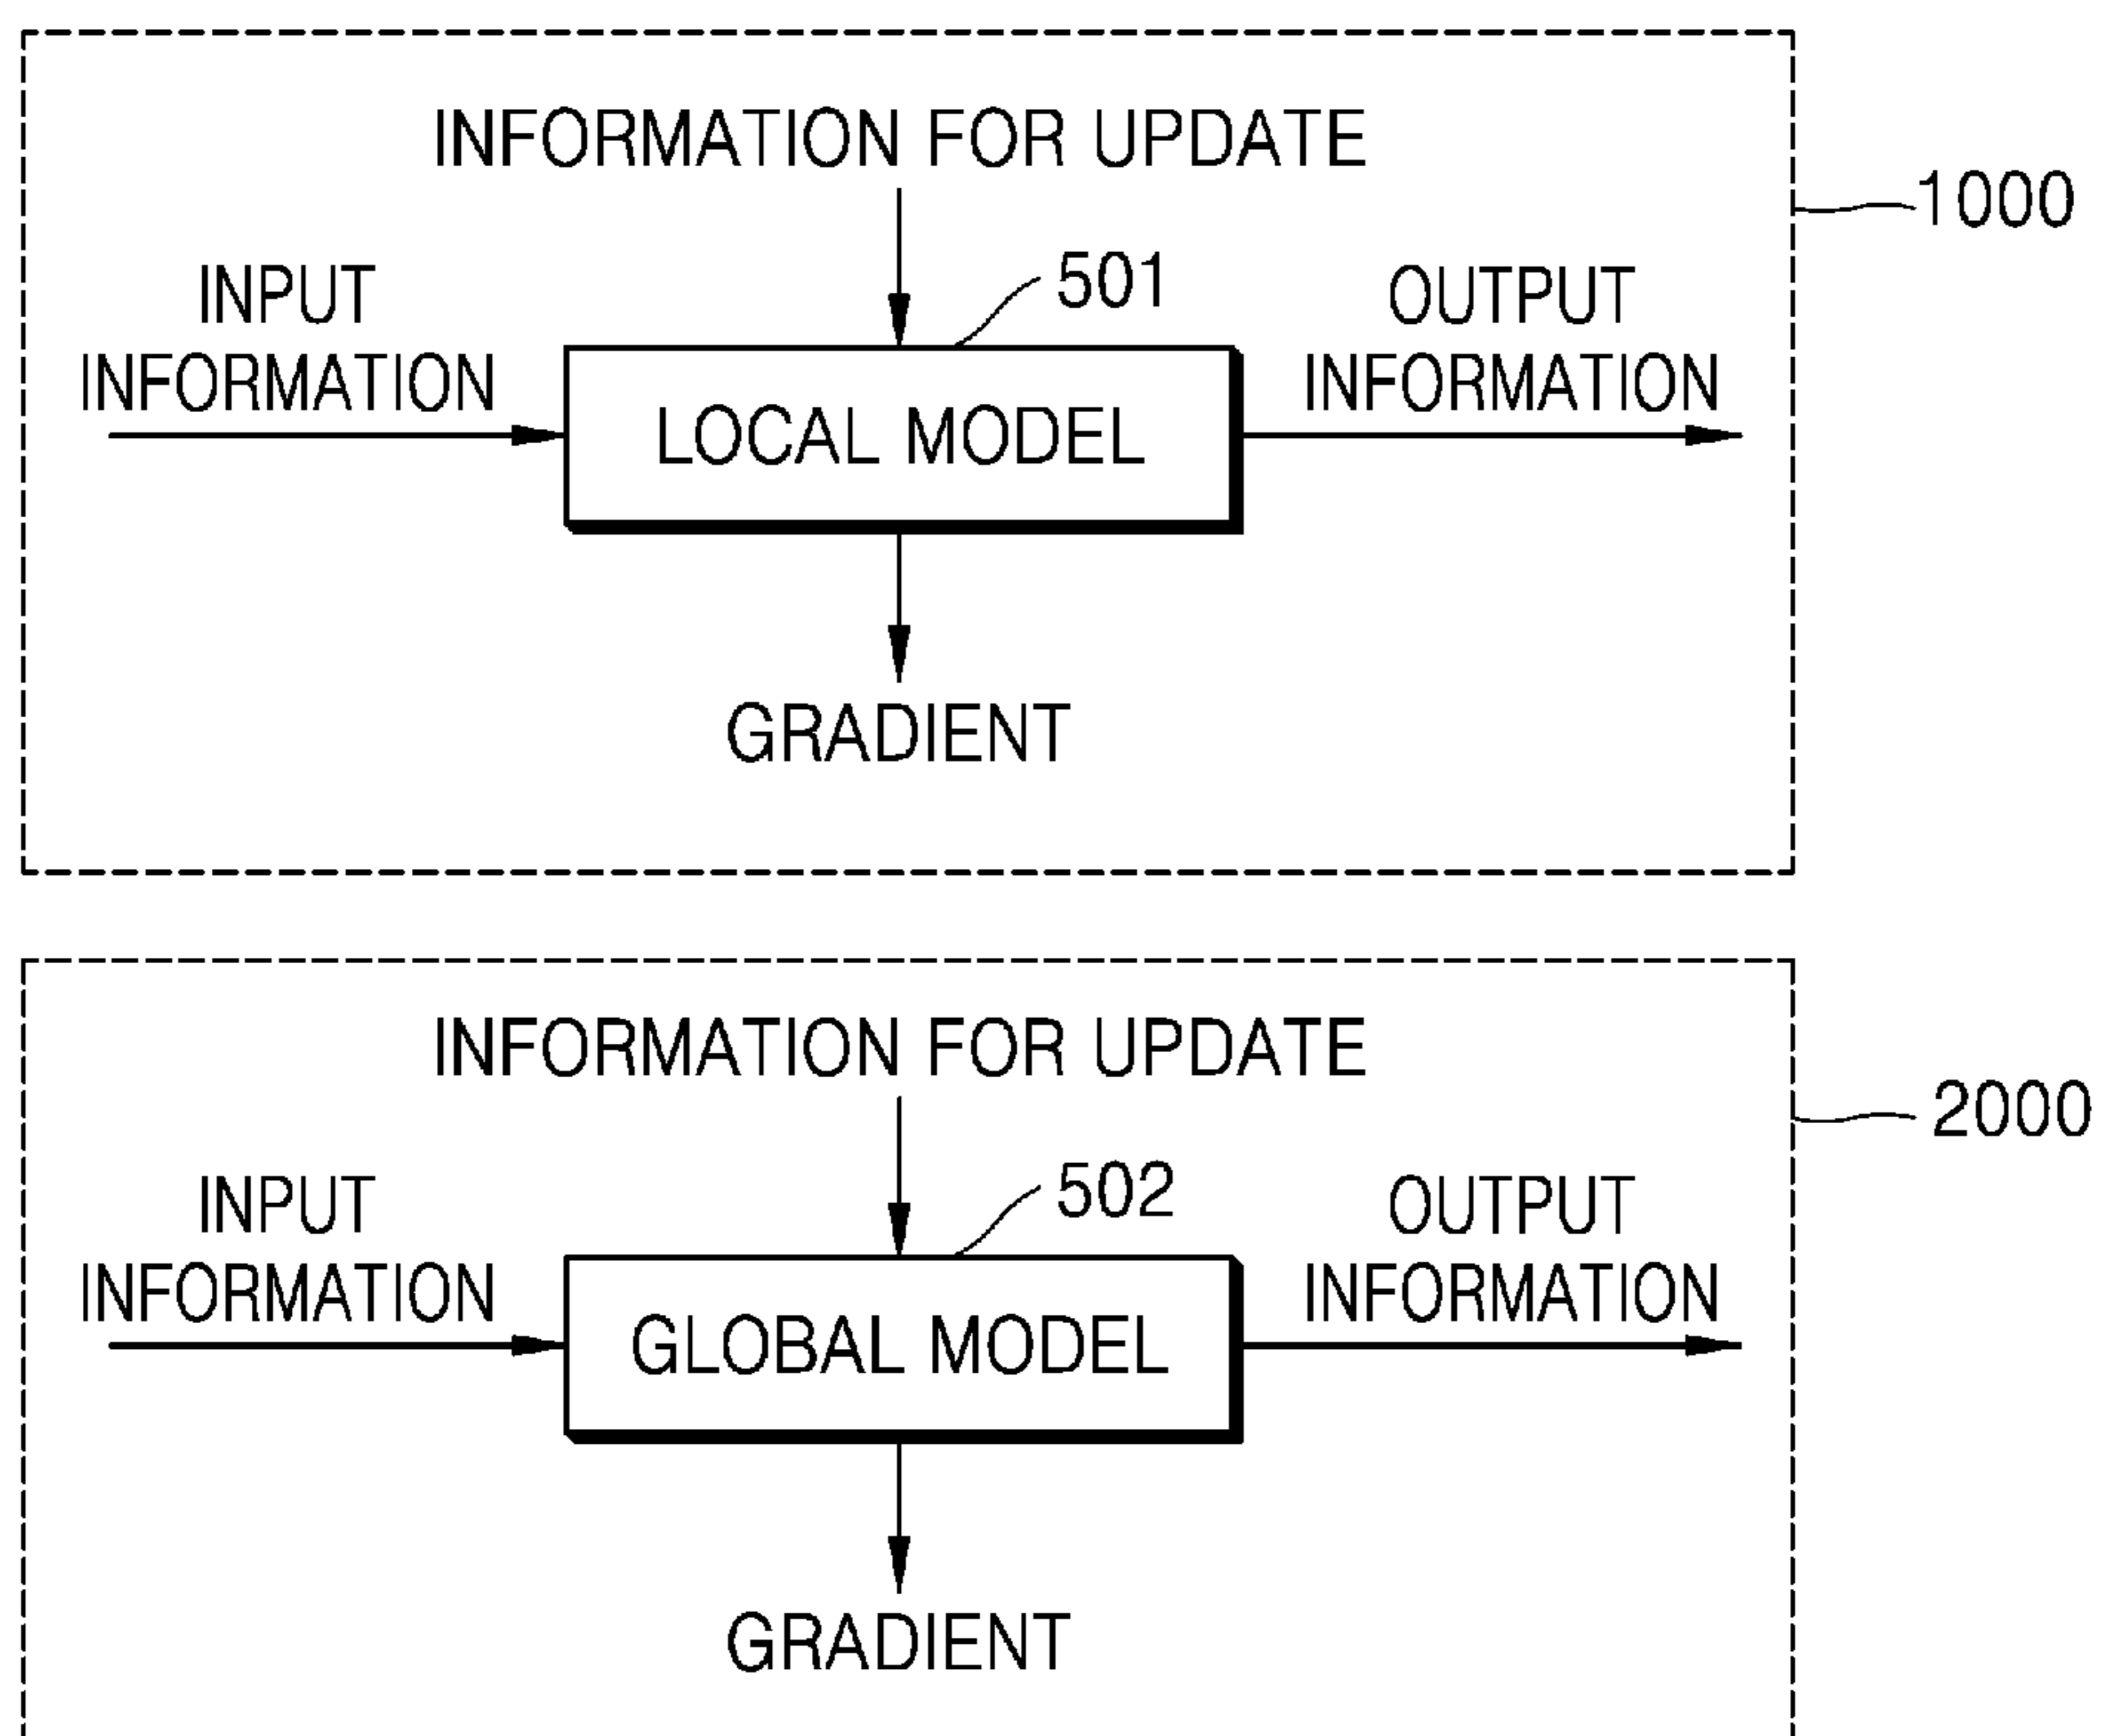 INFORMATION FOR UPDATE
1000
501
INPUT
INFORMATION
OUTPUT
INFORMATION
LOCAL MODEL
GRADIENT
INFORMATION FOR UPDATE
2000
502
INPUT
INFORMATION
OUTPUT
INFORMATION
GLOBAL MODEL
GRADIENT